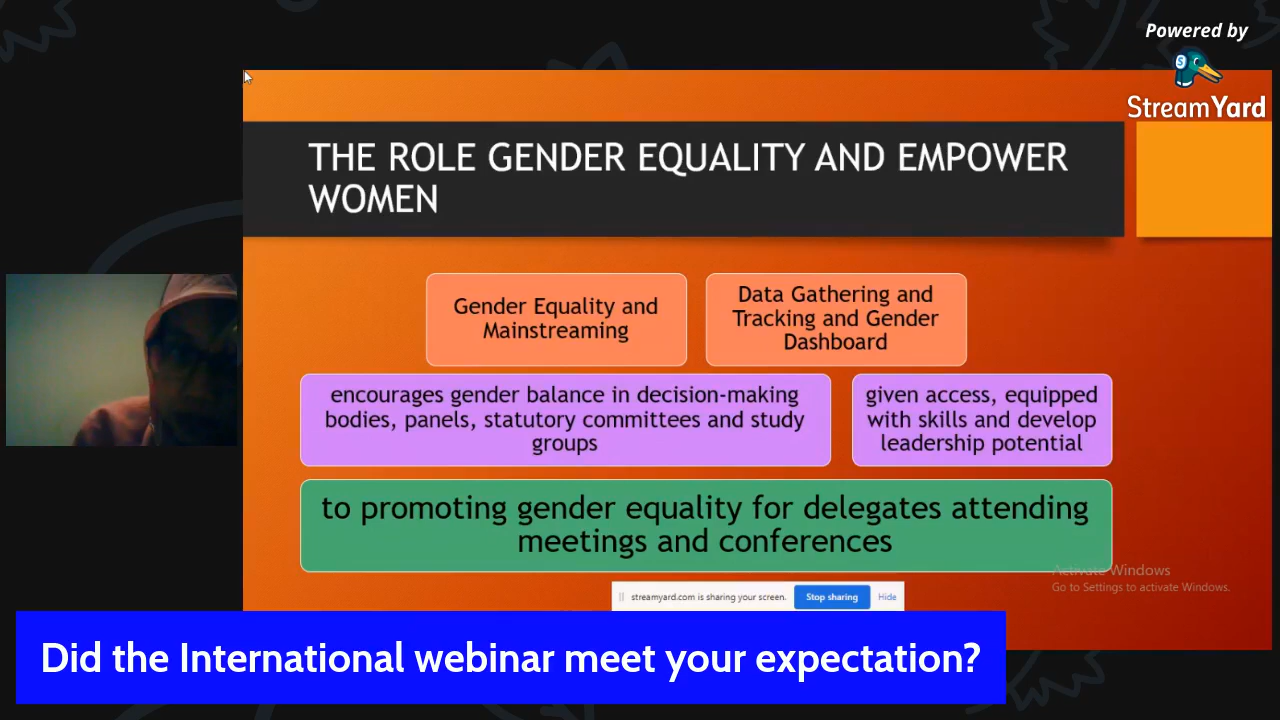 Powered by
StreamYard
THE ROLE GENDER EQUALITY AND EMPOWER
WOMEN
Gender Equality and
Mainstreaming
Data Gathering and
Tracking and Gender
Dashboard
encourages gender balance in decision-making
bodies, panels, statutory committees and study
groups
given access, equipped
with skills and develop
leadership potential
to promoting gender equality for delegates attending
meetings and conferences
Activate Windows
Go to Settings to activate Windows.
streamyard.com is sharing your screen.
Stop sharing
Hide
Did the International webinar meet your expectation?